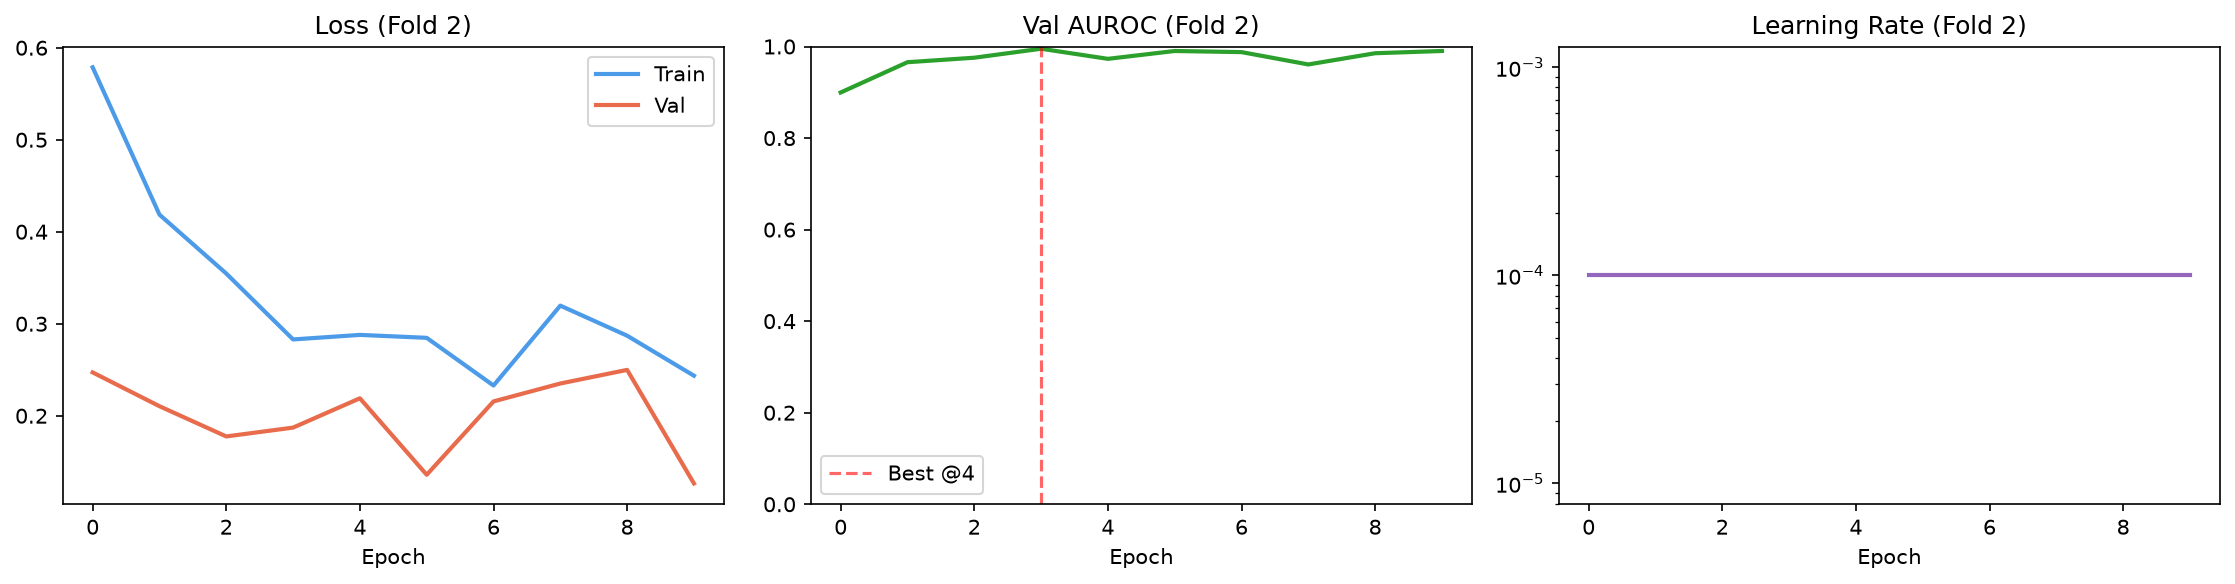 Loss (Fold 2)
0.6
0.5
0.4
0.3
0.2
0 2 4 6 8
Epoch
Train
Val
Val AUROC (Fold 2)
1.0
0.8
0.6
0.4
0.2
0.0
0 2 4 6 8
Epoch
Best @4
Learning Rate (Fold 2)
10⁻³
10⁻⁴
10⁻⁵
0 2 4 6 8
Epoch